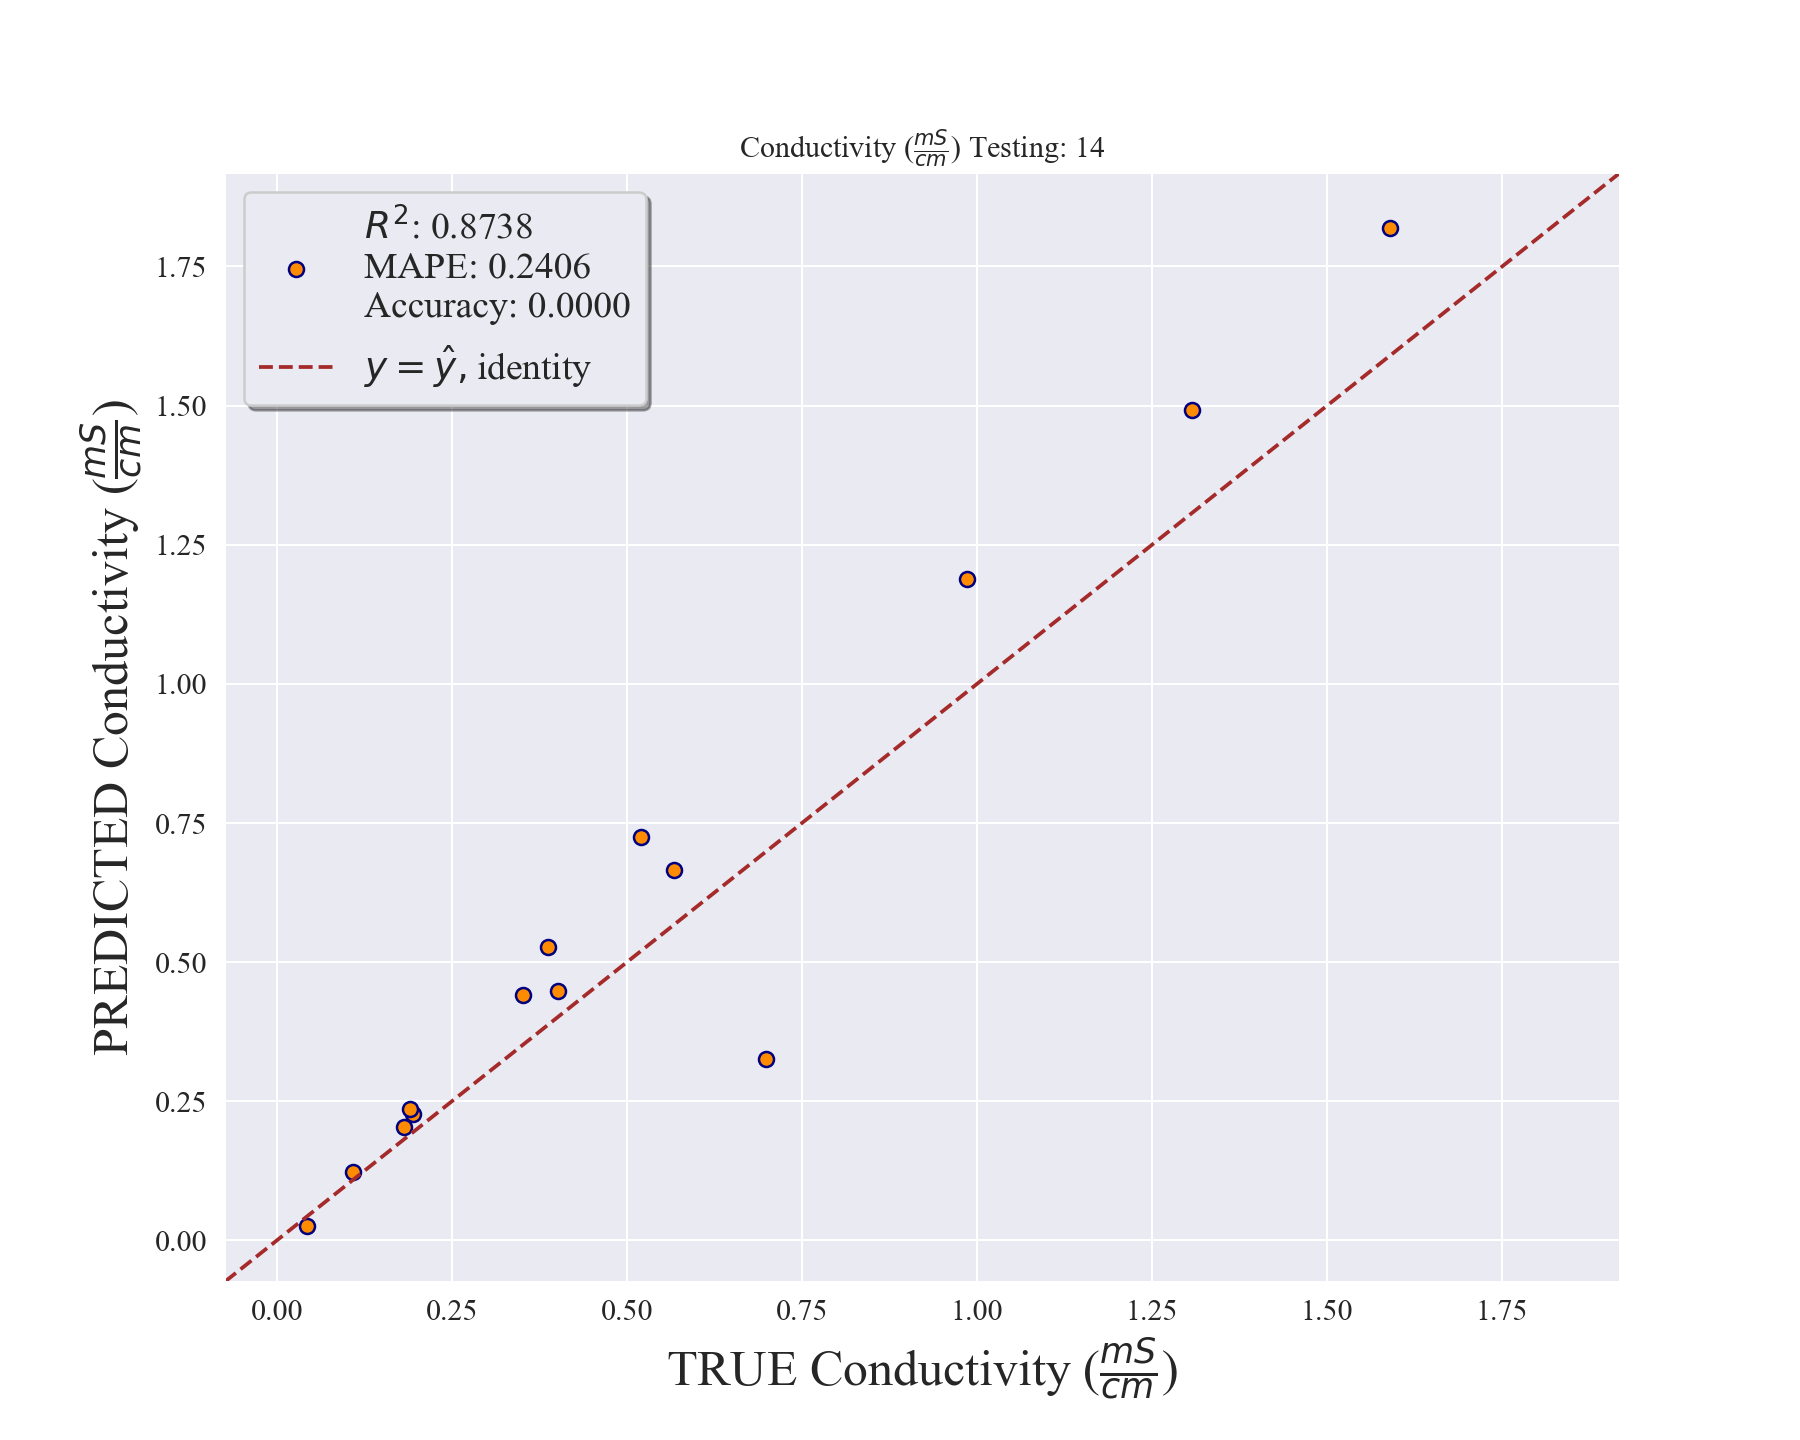 Conductivity (mS/cm) Testing: 14
R²: 0.8738
MAPE: 0.2406
Accuracy: 0.0000
y = ŷ, identity
PREDICTED Conductivity (mS/cm)
1.75
1.50
1.25
1.00
0.75
0.50
0.25
0.00
0.00 0.25 0.50 0.75 1.00 1.25 1.50 1.75
TRUE Conductivity (mS/cm)